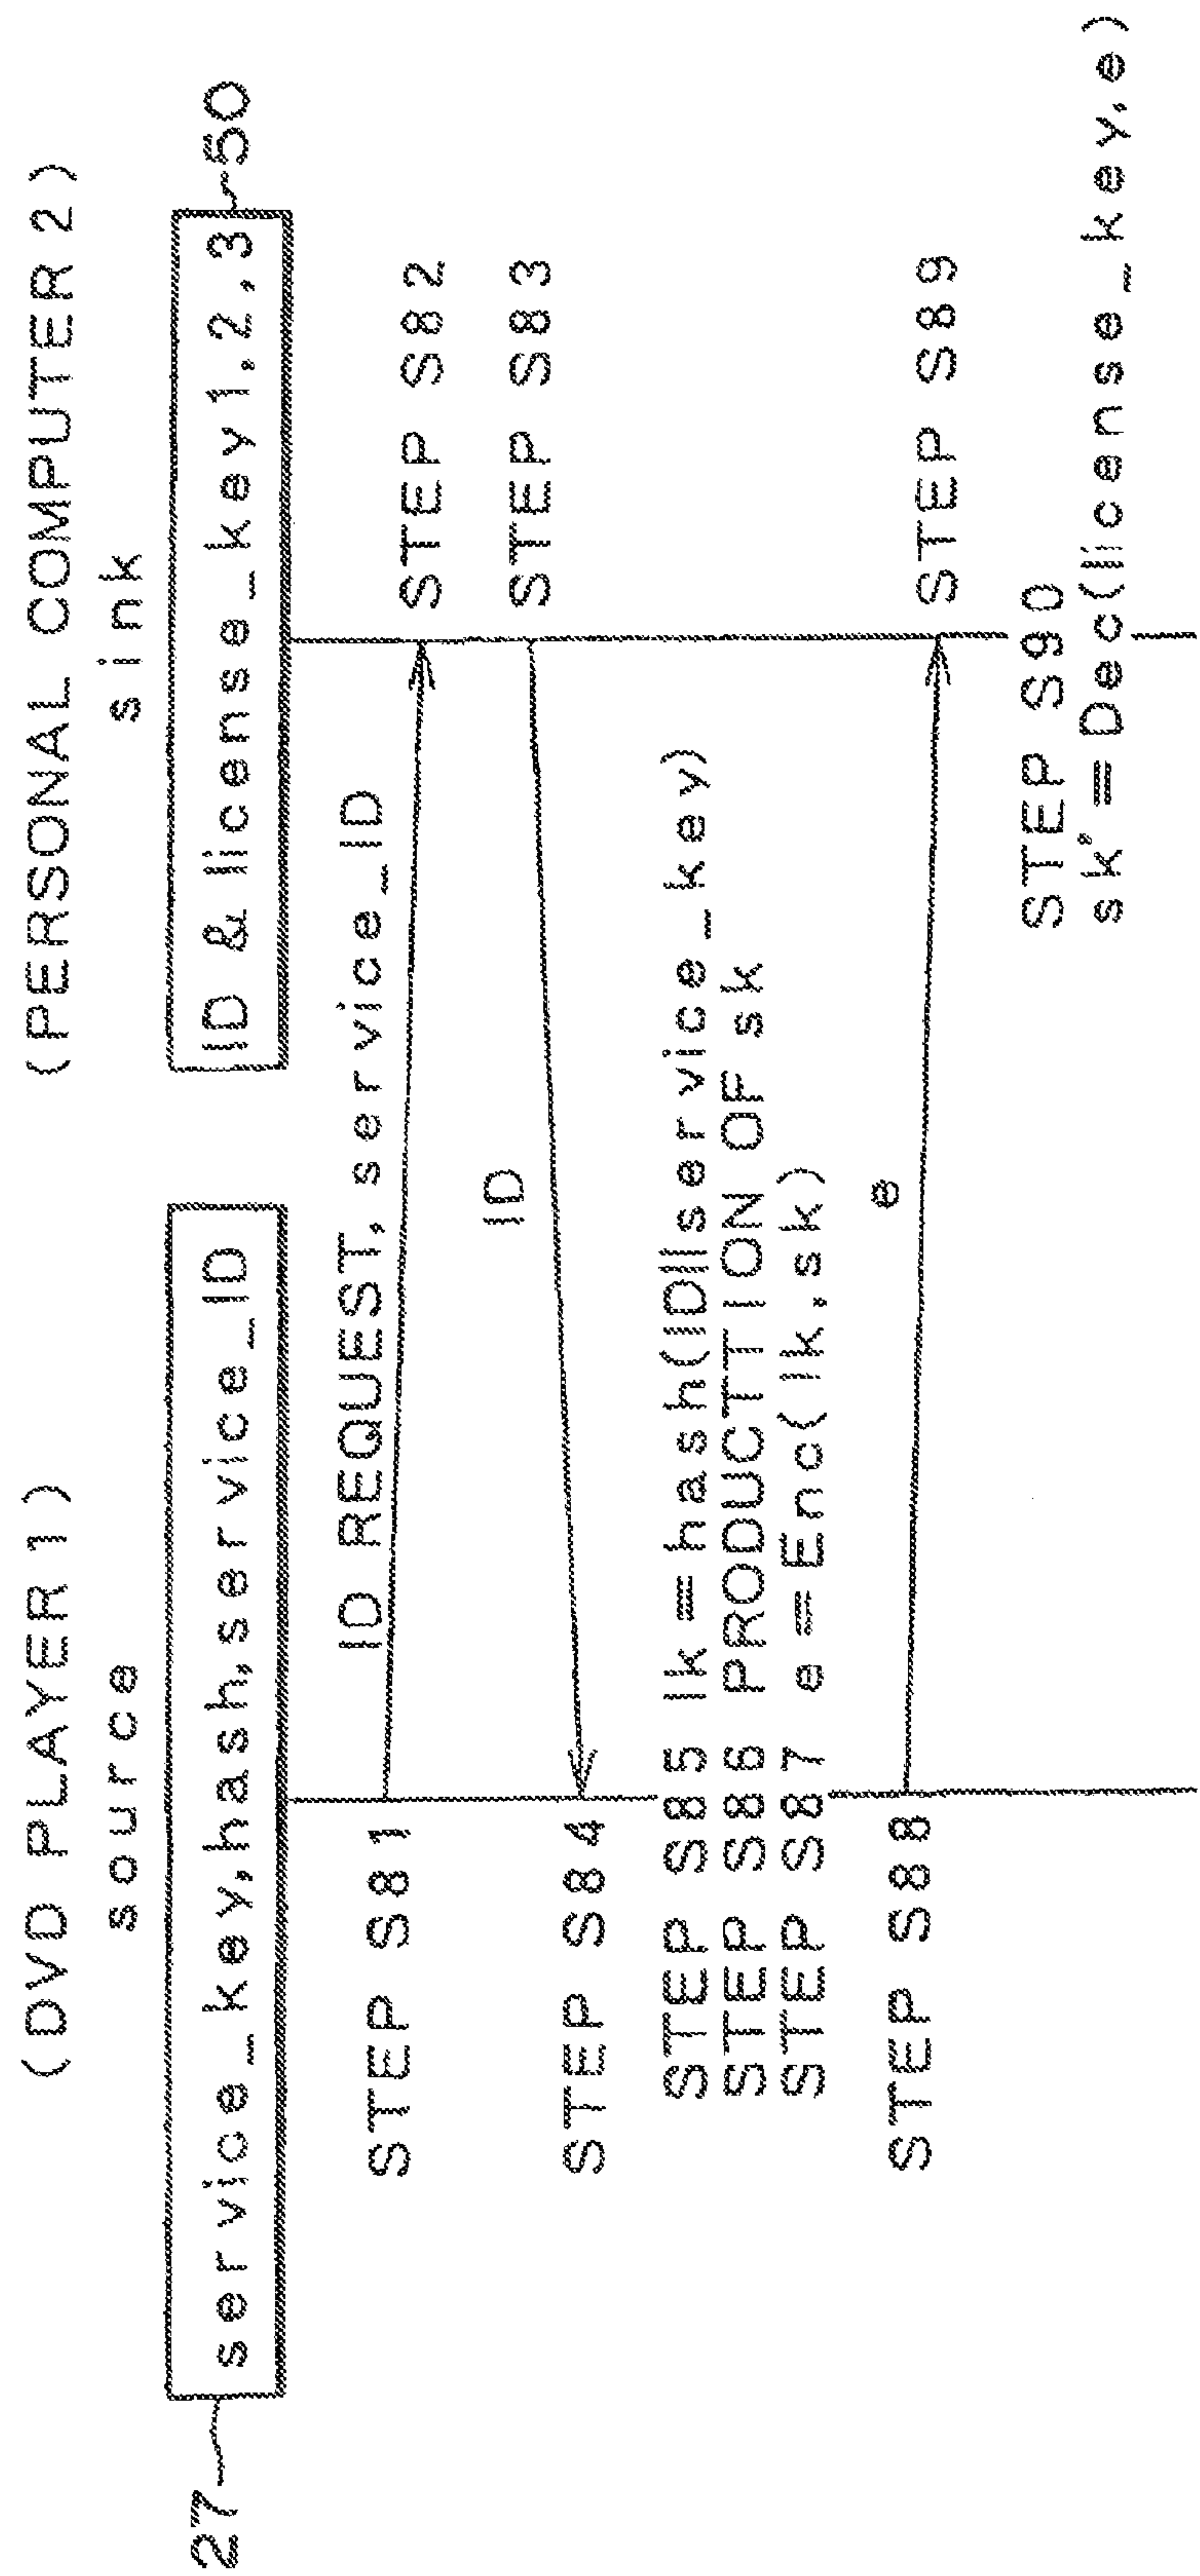 (DVD PLAYER 1)
source
(PERSONAL COMPUTER 2)
sink
27
service_key,hash,service_ID
ID & license_key1,2,3
50
ID REQUEST, service_ID
STEP S81
STEP S82
ID
STEP S83
STEP S84
STEP S85 lk=hash(ID||service_key)
STEP S86 PRODUCTTION OF sk
STEP S87 e=Enc(lk,sk)
e
STEP S88
STEP S89
STEP S90
sk'=Dec(license_key,e)